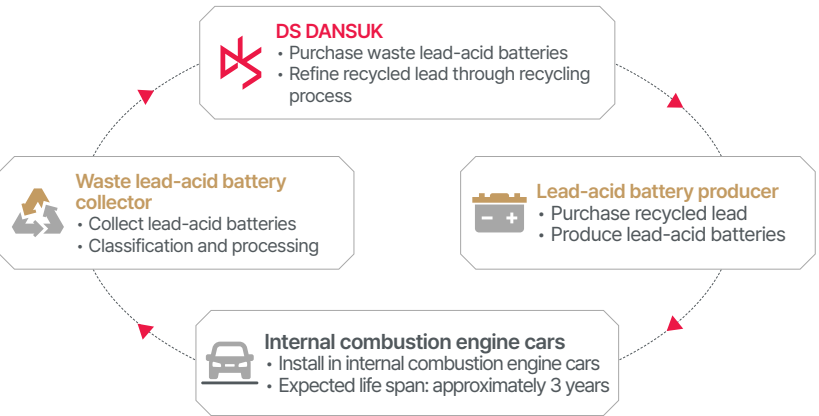 DS DANSUK
• Purchase waste lead-acid batteries
• Refine recycled lead through recycling
process
Waste lead-acid battery
collector
• Collect lead-acid batteries
• Classification and processing
Lead-acid battery producer
• Purchase recycled lead
• Produce lead-acid batteries
Internal combustion engine cars
• Install in internal combustion engine cars
• Expected life span: approximately 3 years